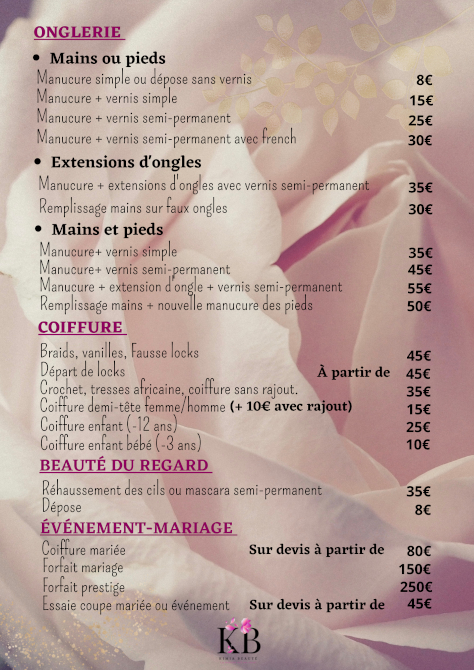 ONGLERIE
• Mains ou pieds
Manucure simple ou dépose sans vernis 8€
Manucure + vernis simple 15€
Manucure + vernis semi-permanent 25€
Manucure + vernis semi-permanent avec french 30€
• Extensions d'ongles
Manucure + extensions d'ongles avec vernis semi-permanent 35€
Remplissage mains sur faux ongles 30€
• Mains et pieds
Manucure+ vernis simple 35€
Manucure+ vernis semi-permanent 45€
Manucure + extension d'ongle + vernis semi-permanent 55€
Remplissage mains + nouvelle manucure des pieds 50€
COIFFURE
Braids, vanilles, Fausse locks 45€
Départ de locks À partir de 45€
Crochet, tresses africaine, coiffure sans rajout. 35€
Coiffure demi-tête femme/homme (+ 10€ avec rajout) 15€
Coiffure enfant (-12 ans) 25€
Coiffure enfant bébé (-3 ans) 10€
BEAUTÉ DU REGARD
Réhaussement des cils ou mascara semi-permanent 35€
Dépose 8€
ÉVÉNEMENT-MARIAGE
Coiffure mariée Sur devis à partir de 80€
Forfait mariage 150€
Forfait prestige 250€
Essaie coupe mariée ou événement Sur devis à partir de 45€
KB